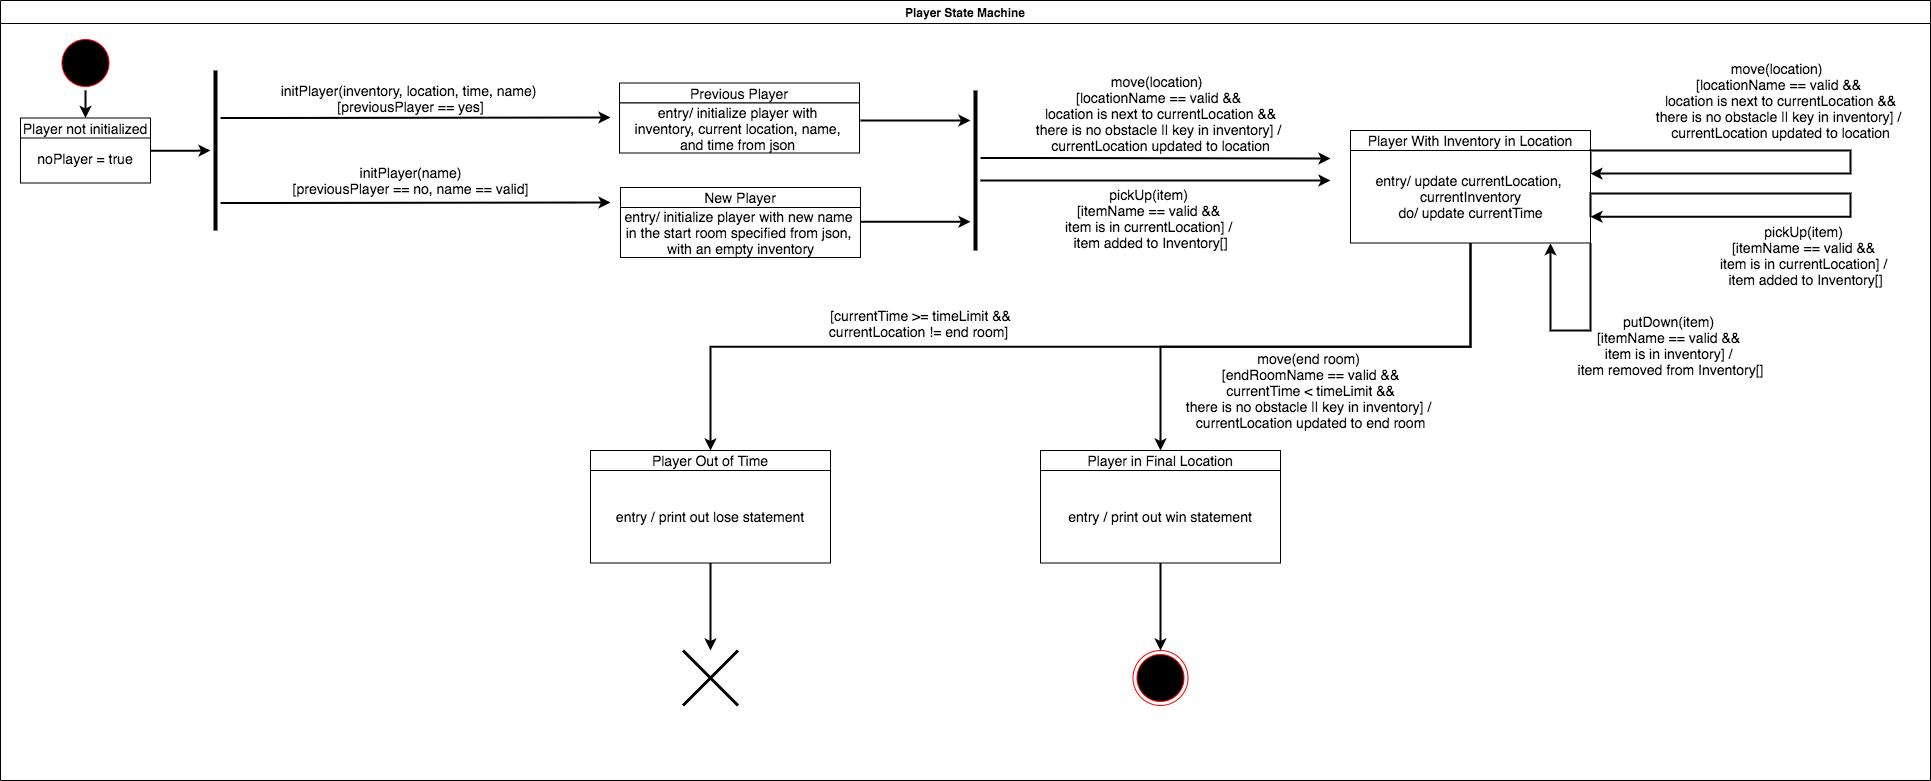 Player State Machine
Player not initialized
noPlayer = true
initPlayer(inventory, location, time, name)
[previousPlayer == yes]
initPlayer(name)
[previousPlayer == no, name == valid]
Previous Player
entry/ initialize player with
inventory, current location, name,
and time from json
New Player
entry/ initialize player with new name
in the start room specified from json,
with an empty inventory
move(location)
[locationName == valid &&
location is next to currentLocation &&
there is no obstacle || key in inventory] /
currentLocation updated to location
pickUp(item)
[itemName == valid &&
item is in currentLocation] /
item added to Inventory[]
Player With Inventory in Location
entry/ update currentLocation,
currentInventory
do/ update currentTime
move(location)
[locationName == valid &&
location is next to currentLocation &&
there is no obstacle || key in inventory] /
currentLocation updated to location
pickUp(item)
[itemName == valid &&
item is in currentLocation] /
item added to Inventory[]
putDown(item)
[itemName == valid &&
item is in inventory] /
item removed from Inventory[]
[currentTime >= timeLimit &&
currentLocation != end room]
move(end room)
[endRoomName == valid &&
currentTime < timeLimit &&
there is no obstacle || key in inventory] /
currentLocation updated to end room
Player Out of Time
entry / print out lose statement
Player in Final Location
entry / print out win statement